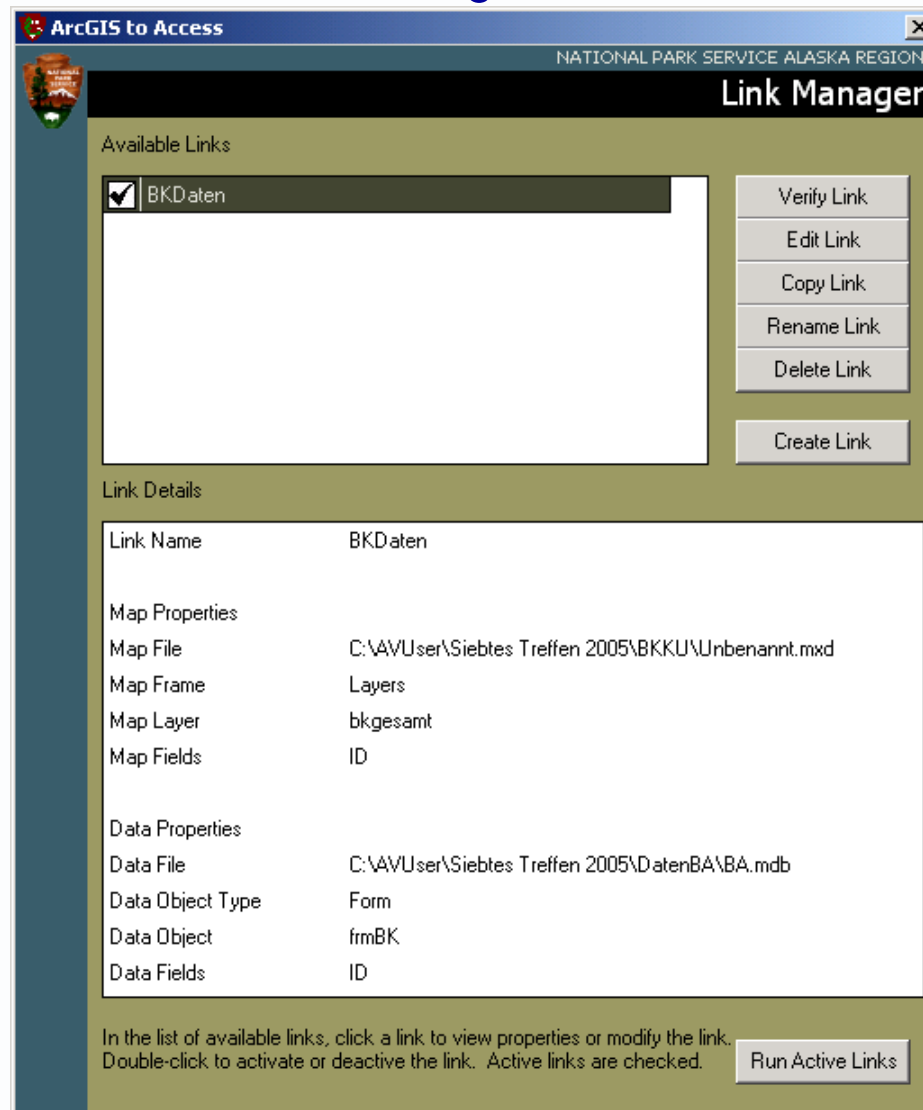 ArcGIS to Access
NATIONAL PARK SERVICE ALASKA REGION
Link Manager
Available Links
BKDaten
Verify Link
Edit Link
Copy Link
Rename Link
Delete Link
Create Link
Link Details
Link Name BKDaten
Map Properties
Map File C:\AVUser\Siebtes Treffen 2005\BKKU\Unbenannt.mxd
Map Frame Layers
Map Layer bkgesamt
Map Fields ID
Data Properties
Data File C:\AVUser\Siebtes Treffen 2005\DatenBA\BA.mdb
Data Object Type Form
Data Object frmBK
Data Fields ID
In the list of available links, click a link to view properties or modify the link.
Double-click to activate or deactive the link. Active links are checked.
Run Active Links